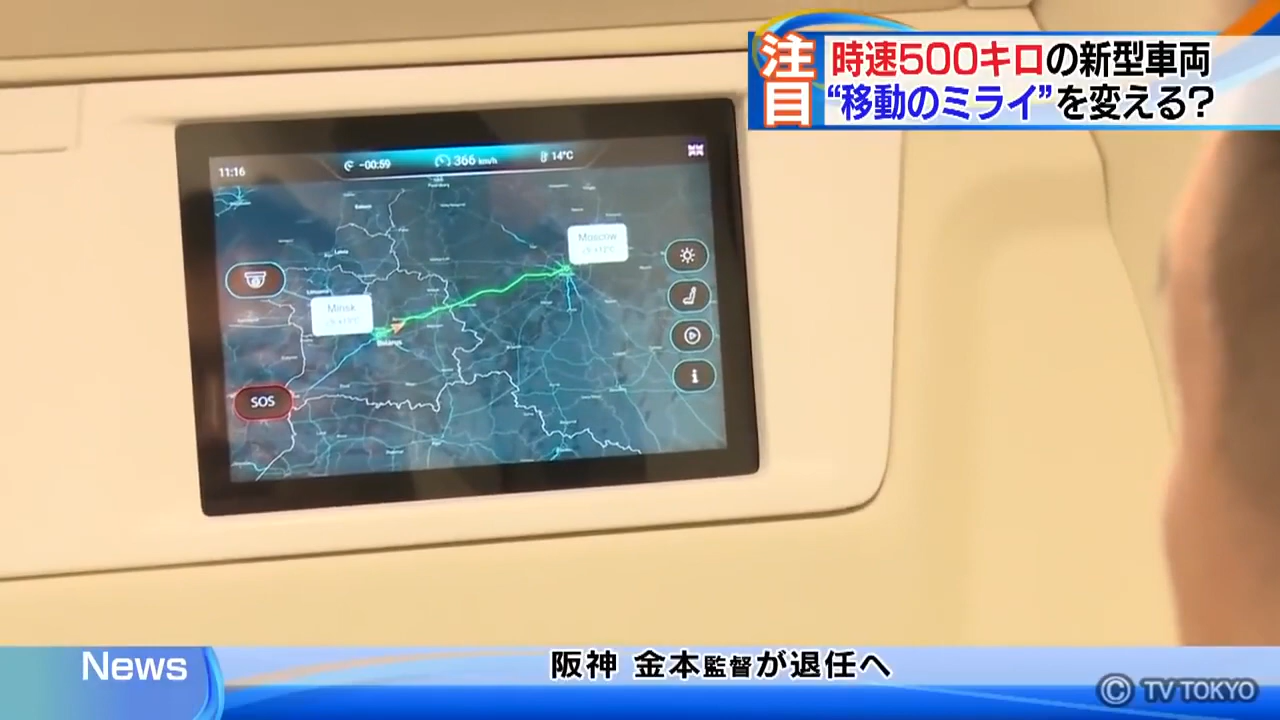 注目
時速500キロの新型車両
“移動のミライ”を変える?
11:16
-00:59
366 km/h
14°C
Moscow
Minsk
Belarus
SOS
News
阪神 金本監督が退任へ
© TV TOKYO